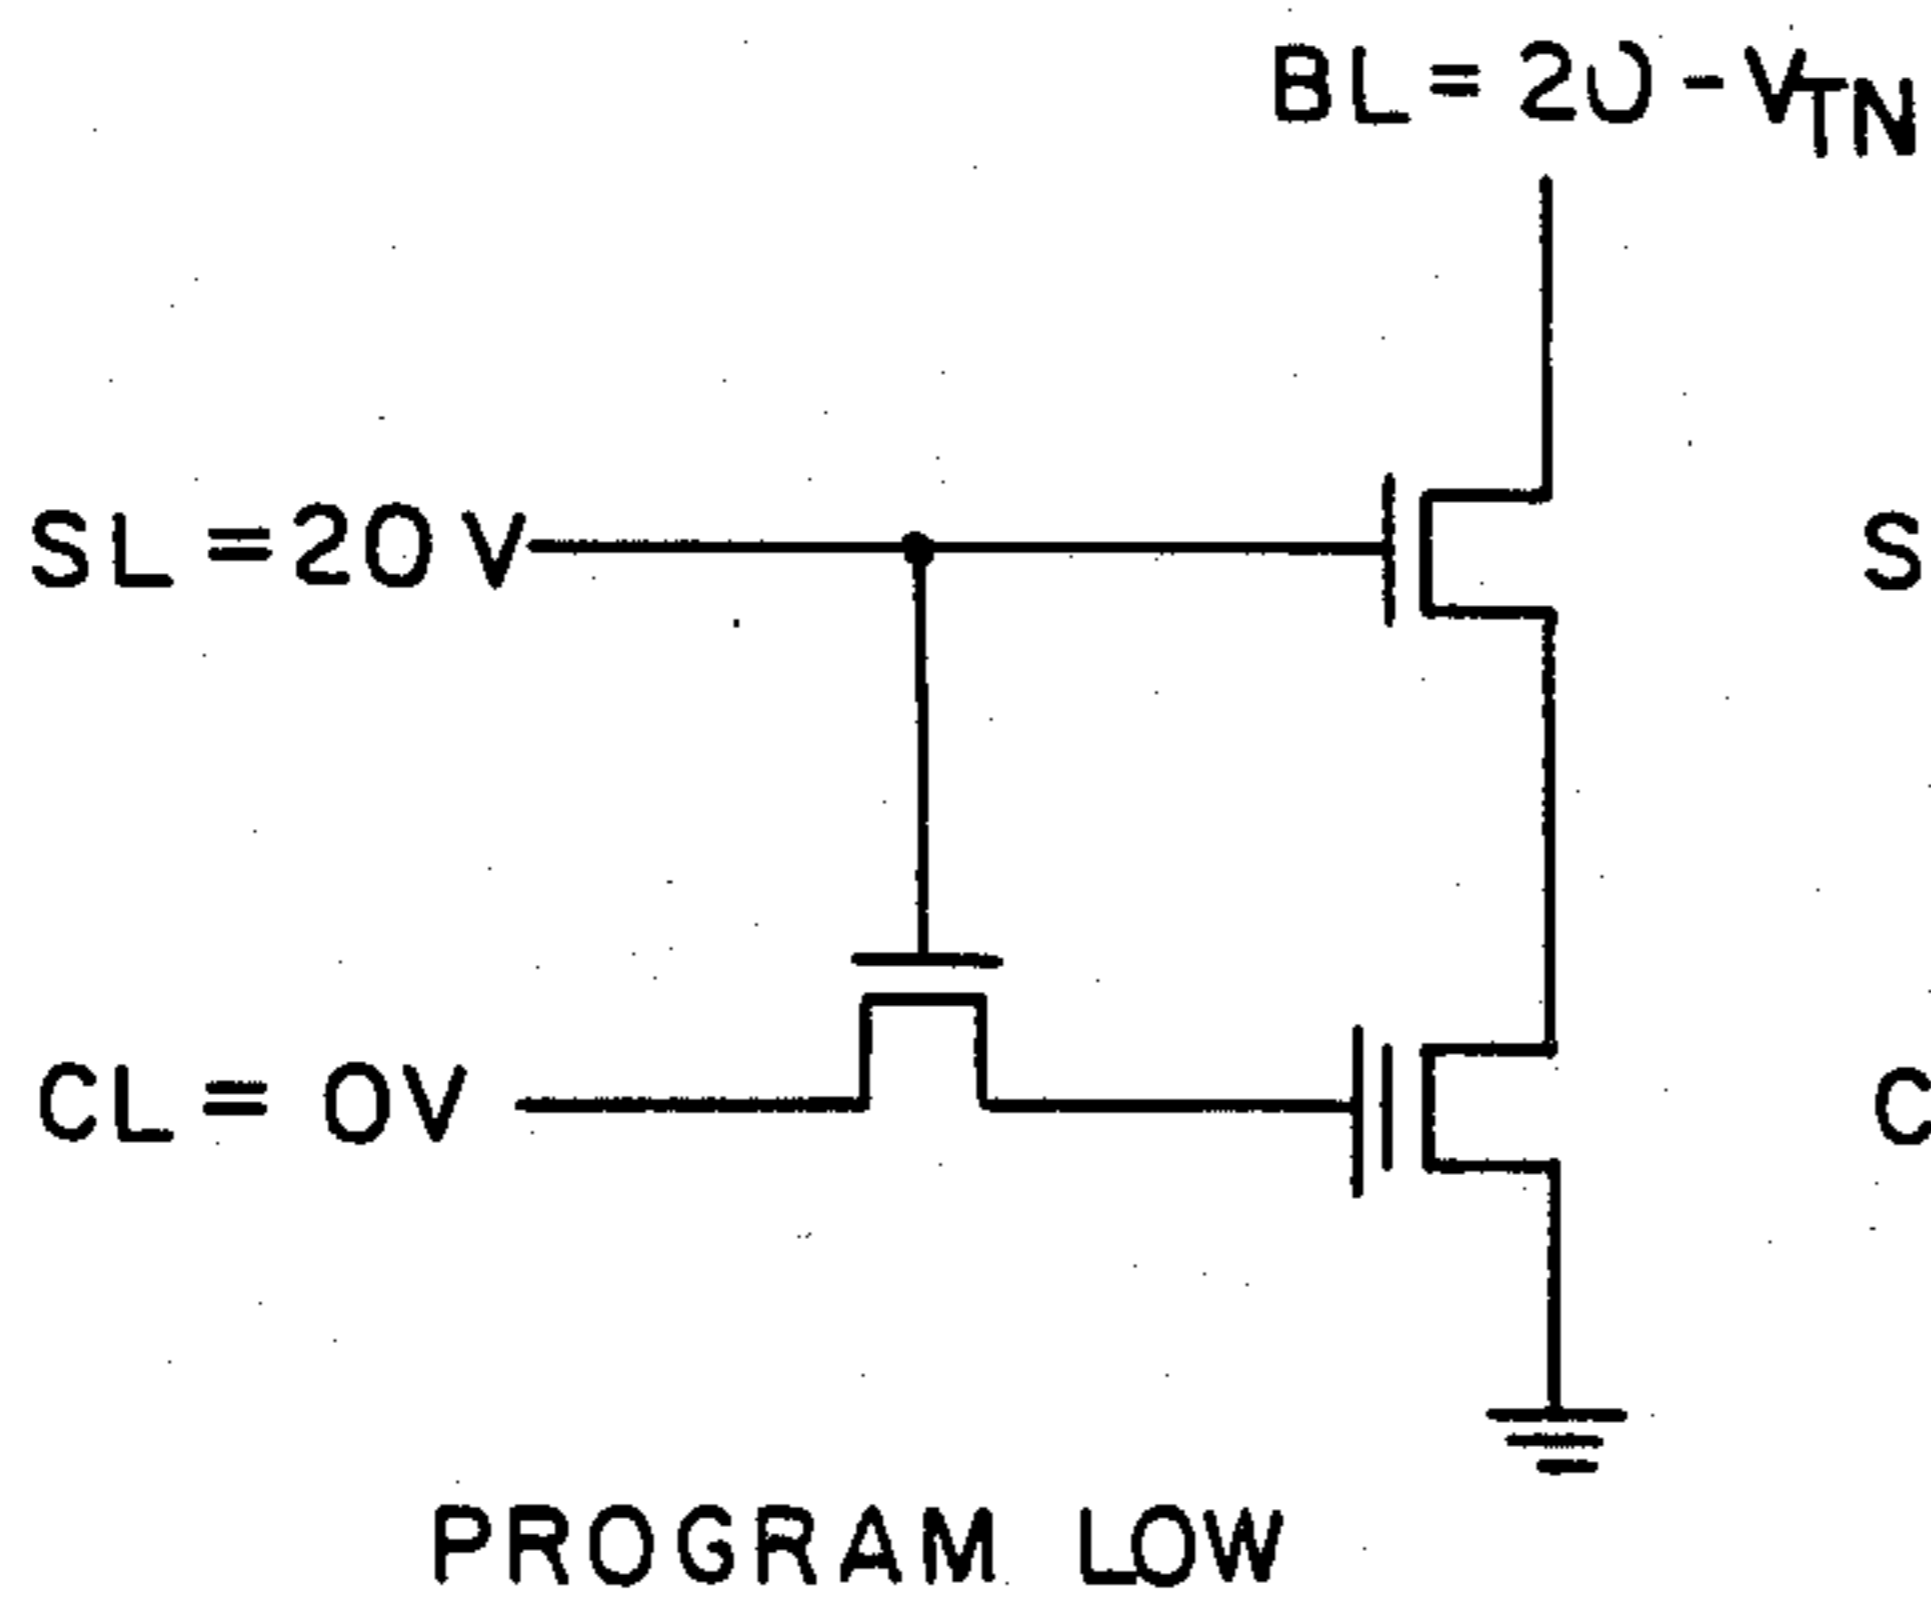 BL = 20 - VTN
SL = 20 V
S
CL = 0V
C
PROGRAM LOW